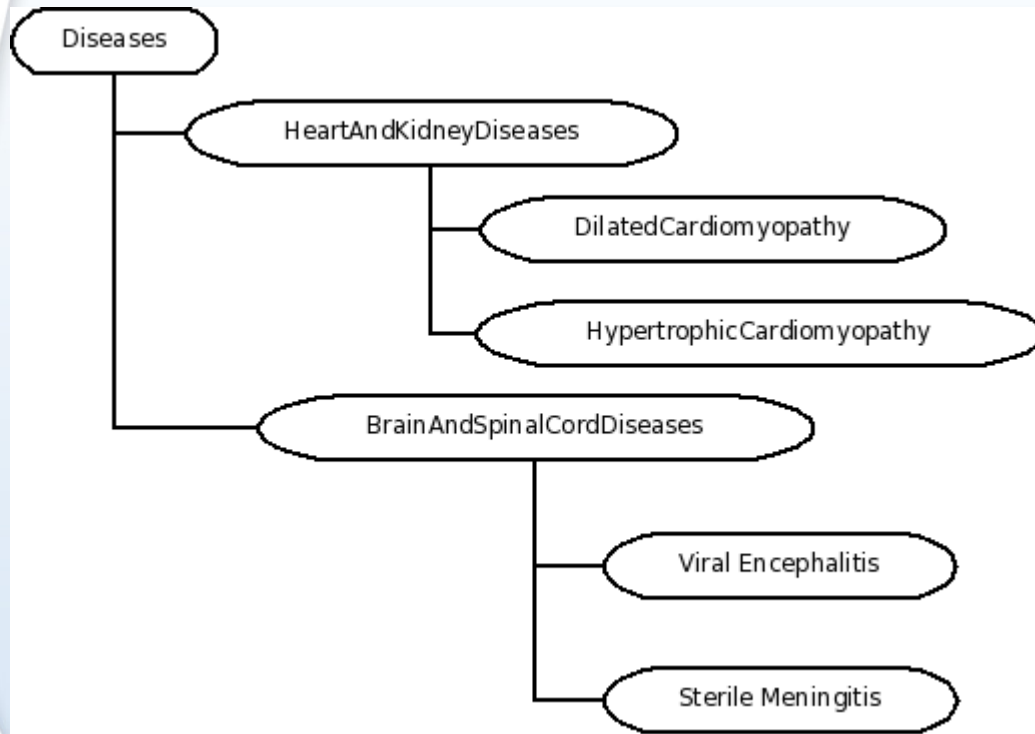 Diseases
HeartAndKidneyDiseases
DilatedCardiomyopathy
HypertrophicCardiomyopathy
BrainAndSpinalCordDiseases
Viral Encephalitis
Sterile Meningitis